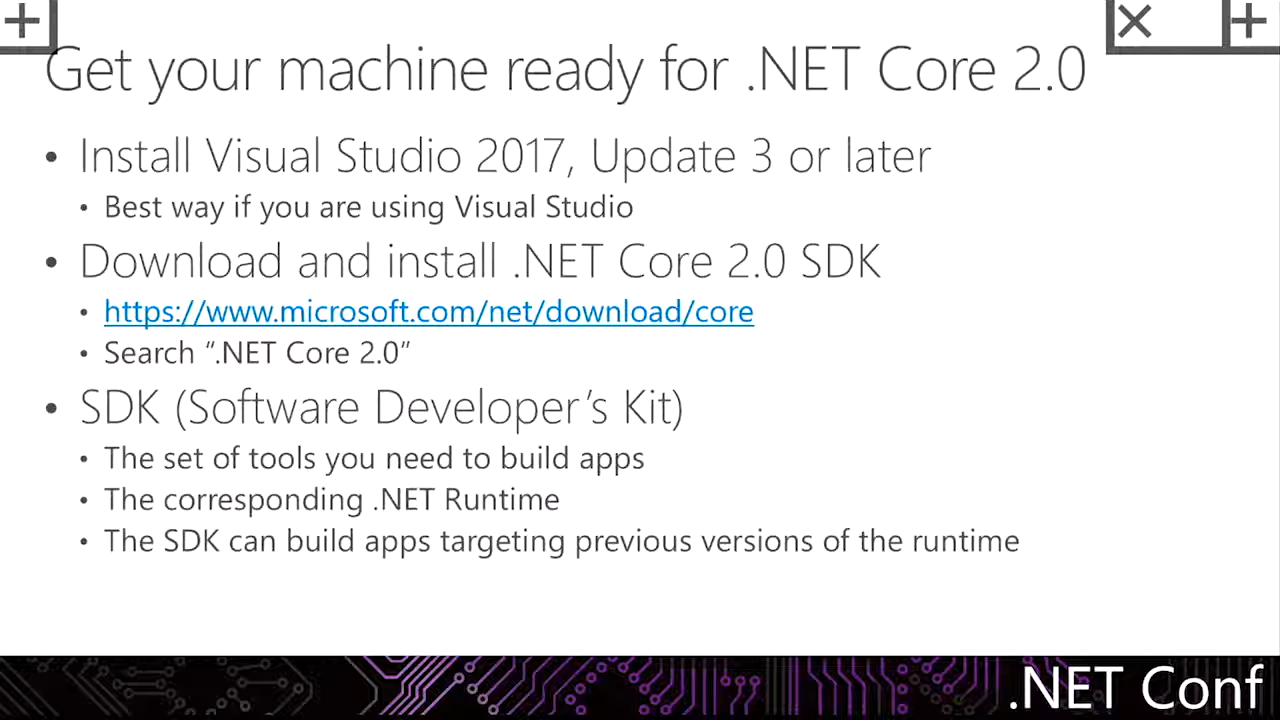 Get your machine ready for .NET Core 2.0
• Install Visual Studio 2017, Update 3 or later
• Best way if you are using Visual Studio
• Download and install .NET Core 2.0 SDK
• https://www.microsoft.com/net/download/core
• Search “.NET Core 2.0”
• SDK (Software Developer’s Kit)
• The set of tools you need to build apps
• The corresponding .NET Runtime
• The SDK can build apps targeting previous versions of the runtime
.NET Conf